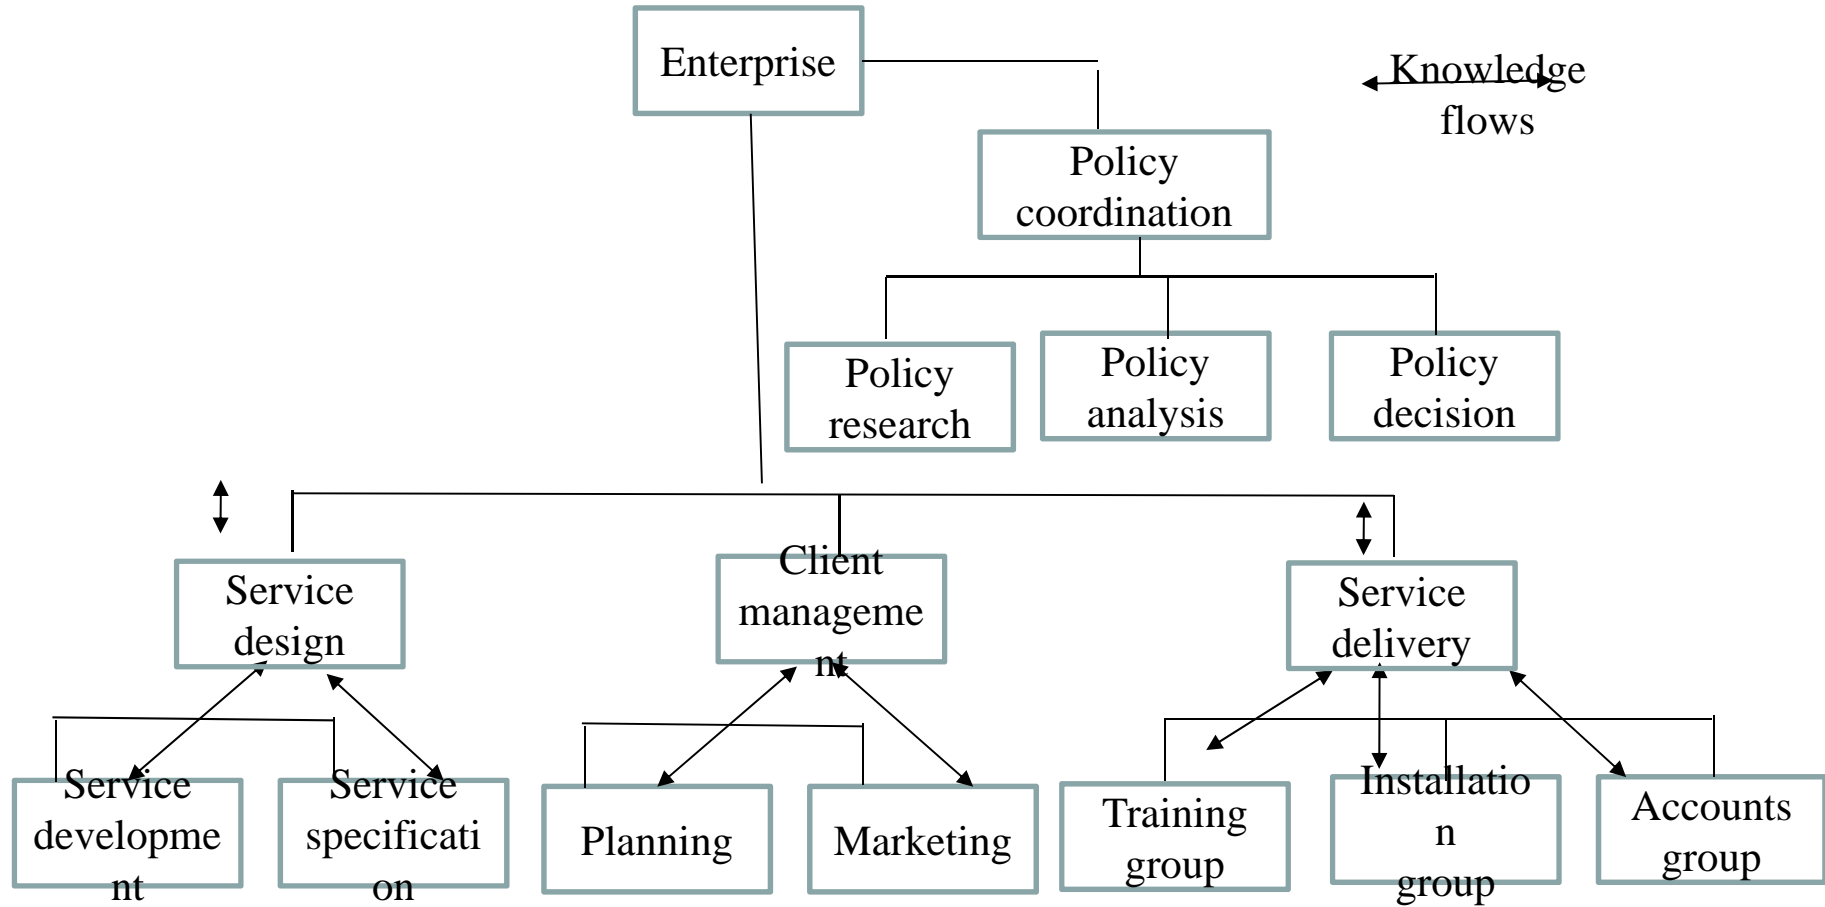 Enterprise
Knowledge
flows
Policy
coordination
Policy
research
Policy
analysis
Policy
decision
Service
design
Client
manageme
nt
Service
delivery
Service
developme
nt
Service
specificati
on
Planning
Marketing
Training
group
Installatio
n
group
Accounts
group